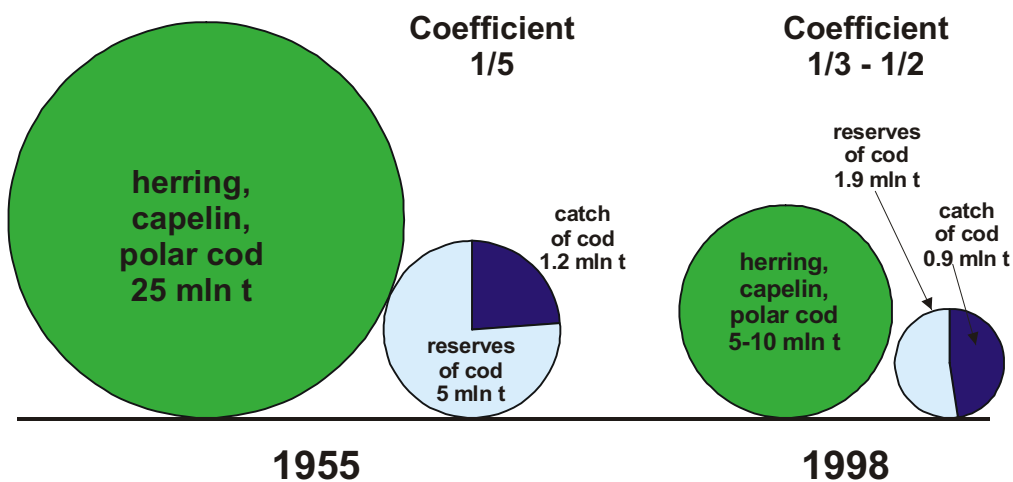 Coefficient
1/5
herring,
capelin,
polar cod
25 mln t
catch
of cod
1.2 mln t
reserves
of cod
5 mln t
1955
Coefficient
1/3 - 1/2
reserves
of cod
1.9 mln t
catch
of cod
0.9 mln t
herring,
capelin,
polar cod
5-10 mln t
1998